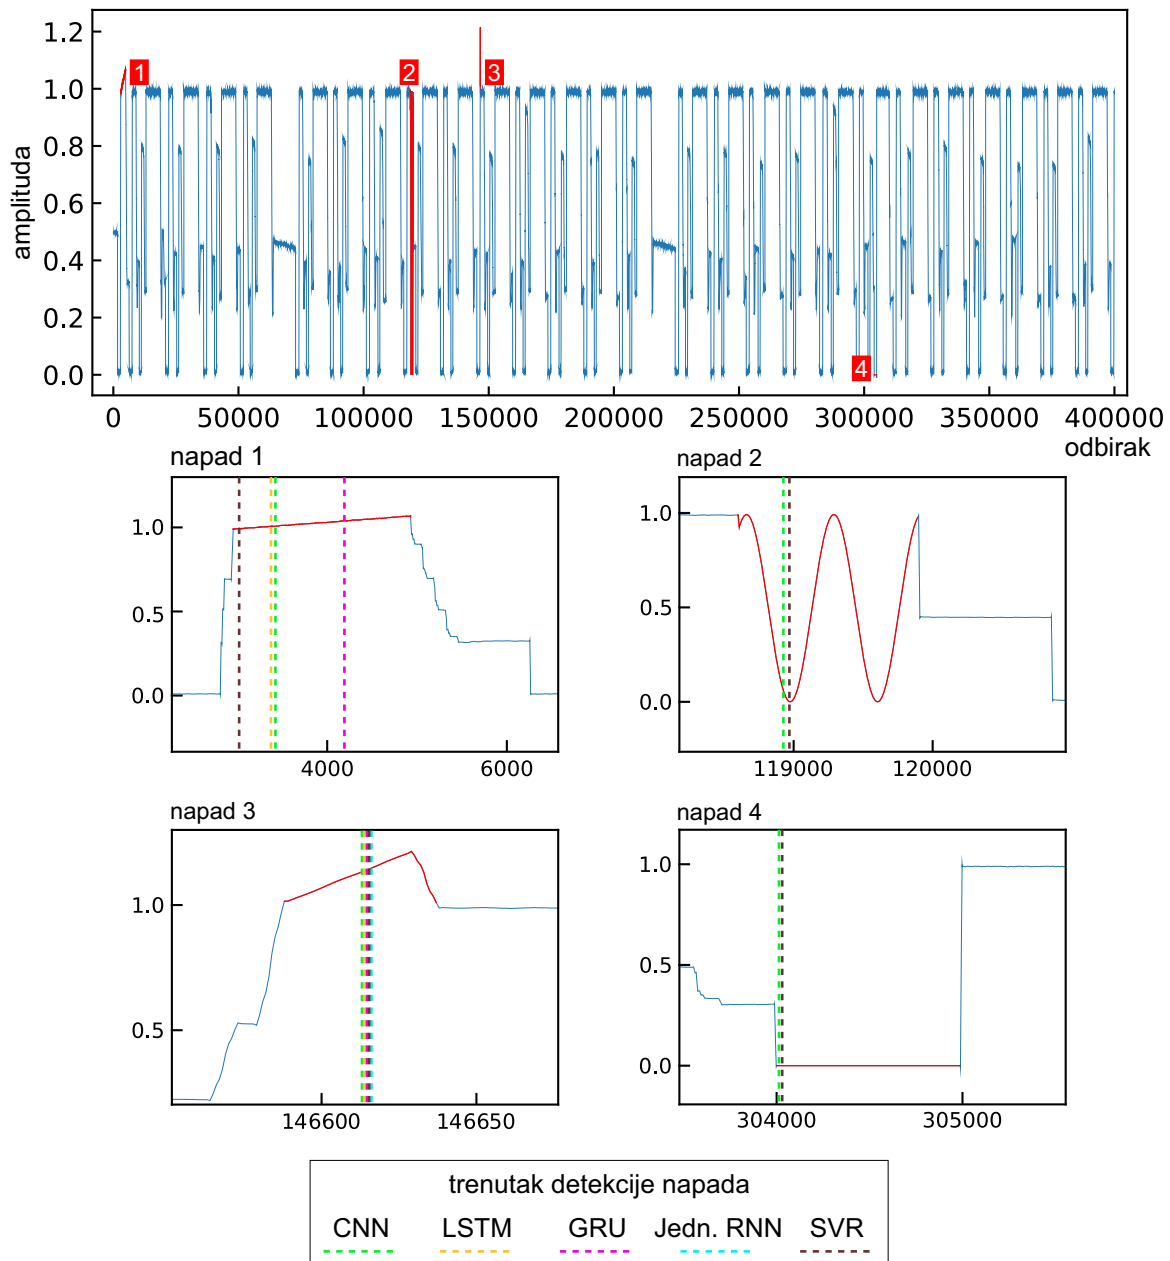 1.2
1.0
0.8
0.6
0.4
0.2
0.0
amplituda
1
2
3
4
0 50000 100000 150000 200000 250000 300000 350000 400000
odbirak
napad 1
1.0
0.5
0.0
4000 6000
napad 2
1.0
0.5
0.0
119000 120000
napad 3
1.0
0.5
146600 146650
napad 4
1.0
0.5
0.0
304000 305000
trenutak detekcije napada
CNN LSTM GRU Jedn. RNN SVR